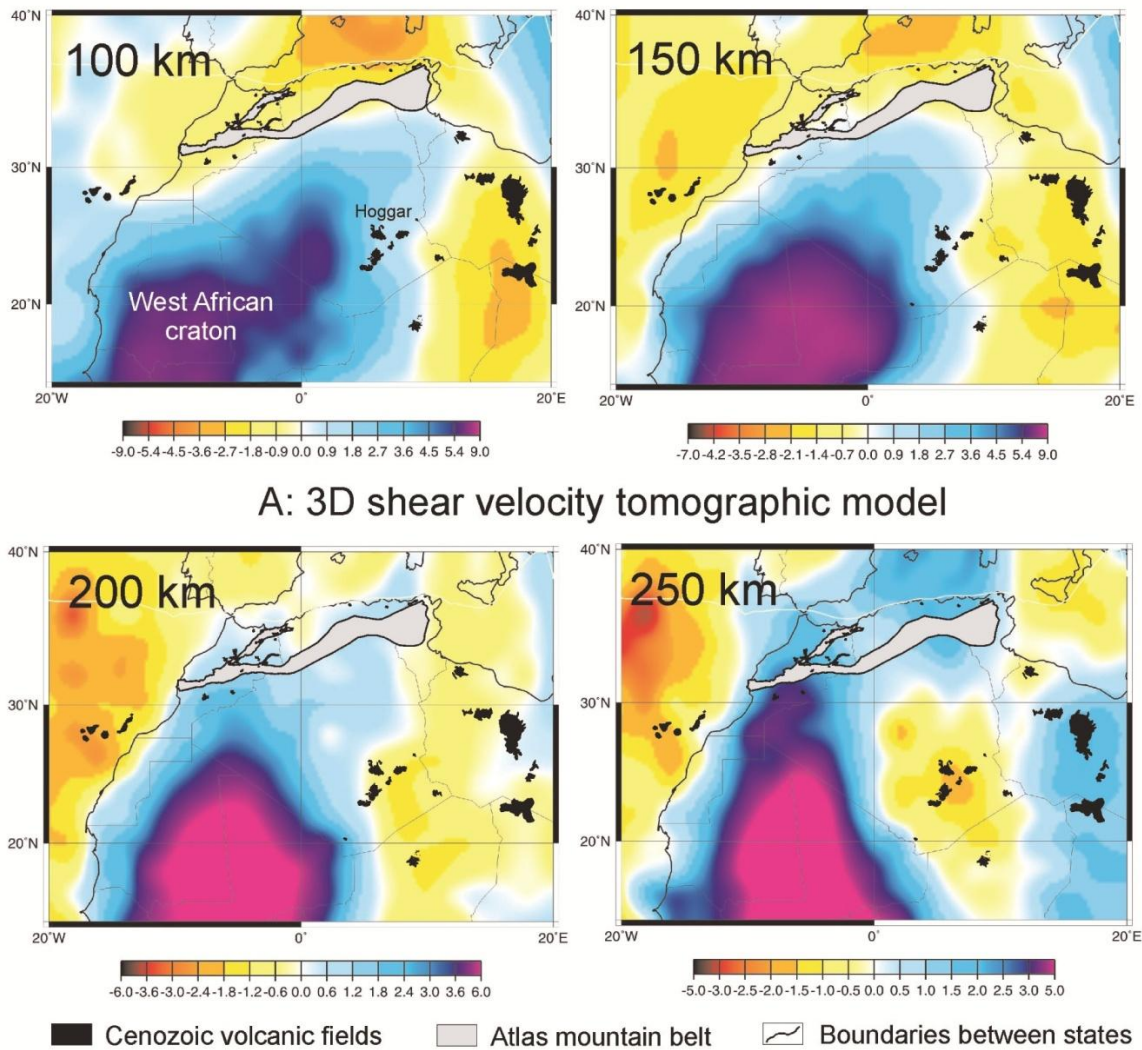 100 km
150 km
40°N
30°N
20°N
20°W
0°
20°E
Hoggar
West African
craton
40°N
30°N
20°N
20°W
0°
20°E
-9.0 -5.4 -4.5 -3.6 -2.7 -1.8 -0.9 0.0 0.9 1.8 2.7 3.6 4.5 5.4 9.0
-7.0 -4.2 -3.5 -2.8 -2.1 -1.4 -0.7 0.0 0.9 1.8 2.7 3.6 4.5 5.4 9.0
A: 3D shear velocity tomographic model
200 km
250 km
40°N
30°N
20°N
20°W
0°
20°E
40°N
30°N
20°N
20°W
0°
20°E
-6.0 -3.6 -3.0 -2.4 -1.8 -1.2 -0.6 0.0 0.6 1.2 1.8 2.4 3.0 3.6 6.0
-5.0 -3.0 -2.5 -2.0 -1.5 -1.0 -0.5 0.0 0.5 1.0 1.5 2.0 2.5 3.0 5.0
Cenozoic volcanic fields
Atlas mountain belt
Boundaries between states